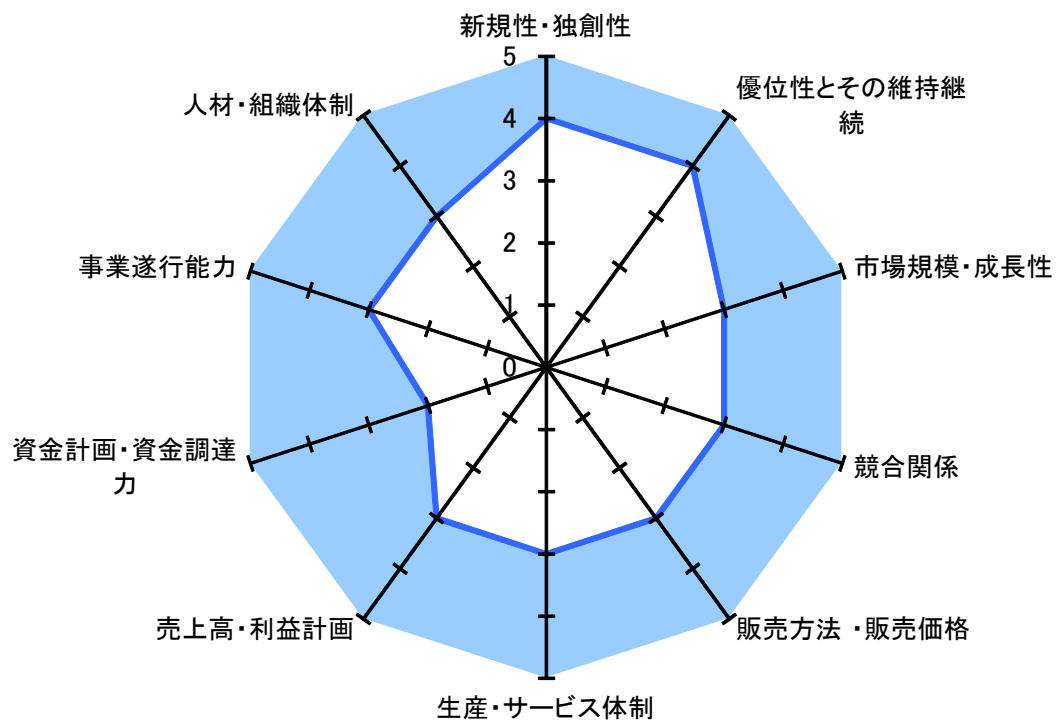 新規性・独創性
5
4
3
2
1
0
優位性とその維持継
続
市場規模・成長性
競合関係
販売方法 ・販売価格
生産・サービス体制
売上高・利益計画
資金計画・資金調達
力
事業遂行能力
人材・組織体制